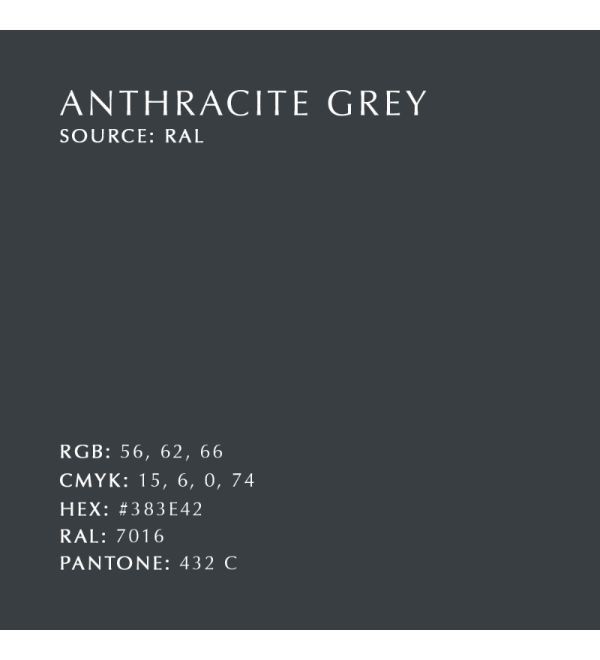 ANTHRACITE GREY
SOURCE: RAL
RGB: 56, 62, 66
CMYK: 15, 6, 0, 74
HEX: #383E42
RAL: 7016
PANTONE: 432 C